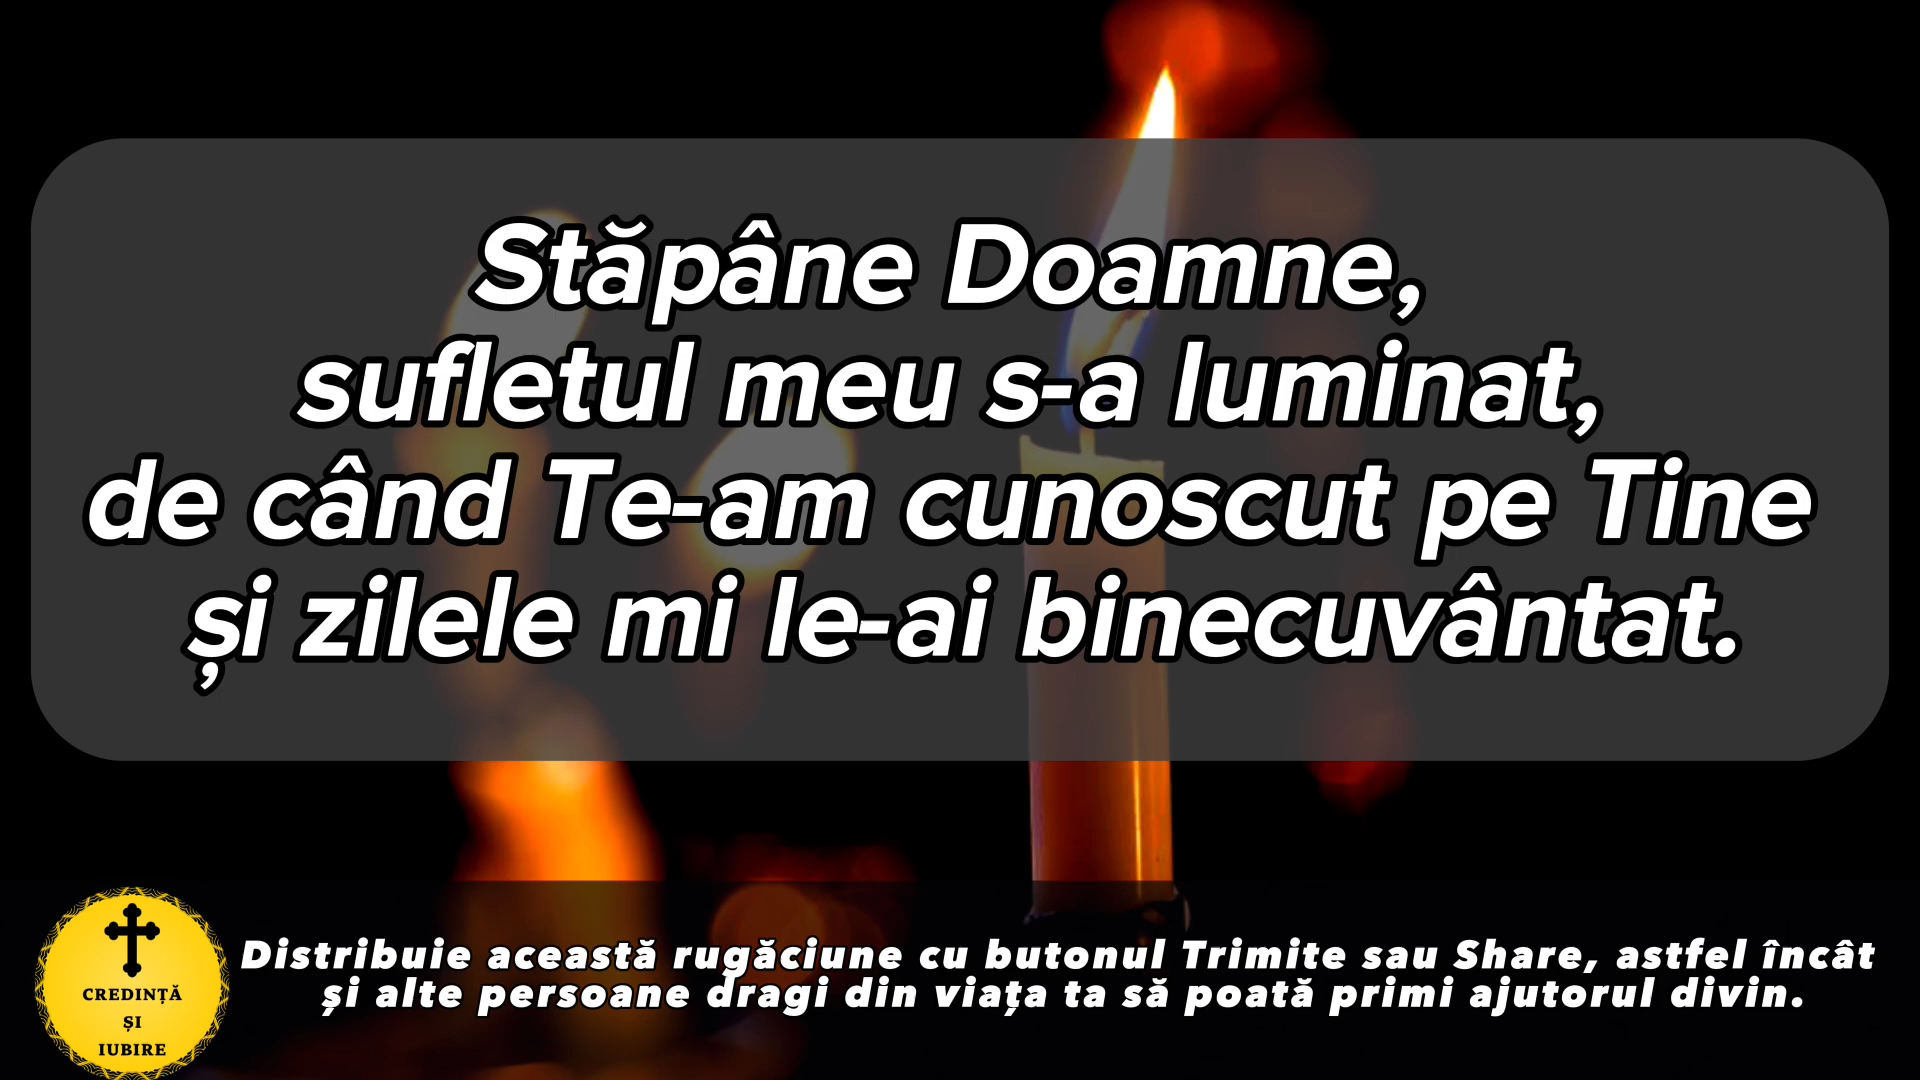 Stăpâne Doamne,
sufletul meu s-a luminat,
de când Te-am cunoscut pe Tine
și zilele mi le-ai binecuvântat.
Distribuie această rugăciune cu butonul Trimite sau Share, astfel încât
și alte persoane dragi din viața ta să poată primi ajutorul divin.
CREDINȚĂ
ȘI
IUBIRE